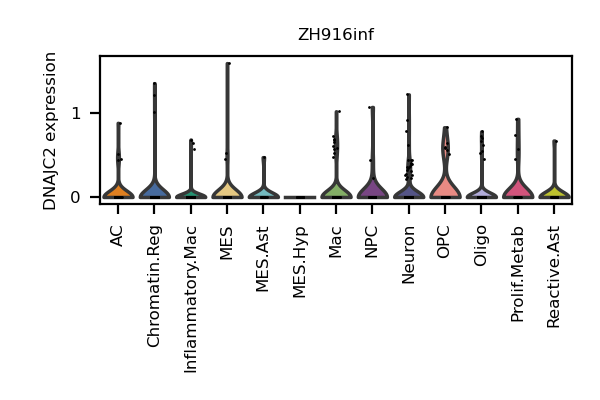 ZH916inf
DNAJC2 expression
1
0
AC
Chromatin.Reg
Inflammatory.Mac
MES
MES.Ast
MES.Hyp
Mac
NPC
Neuron
OPC
Oligo
Prolif.Metab
Reactive.Ast